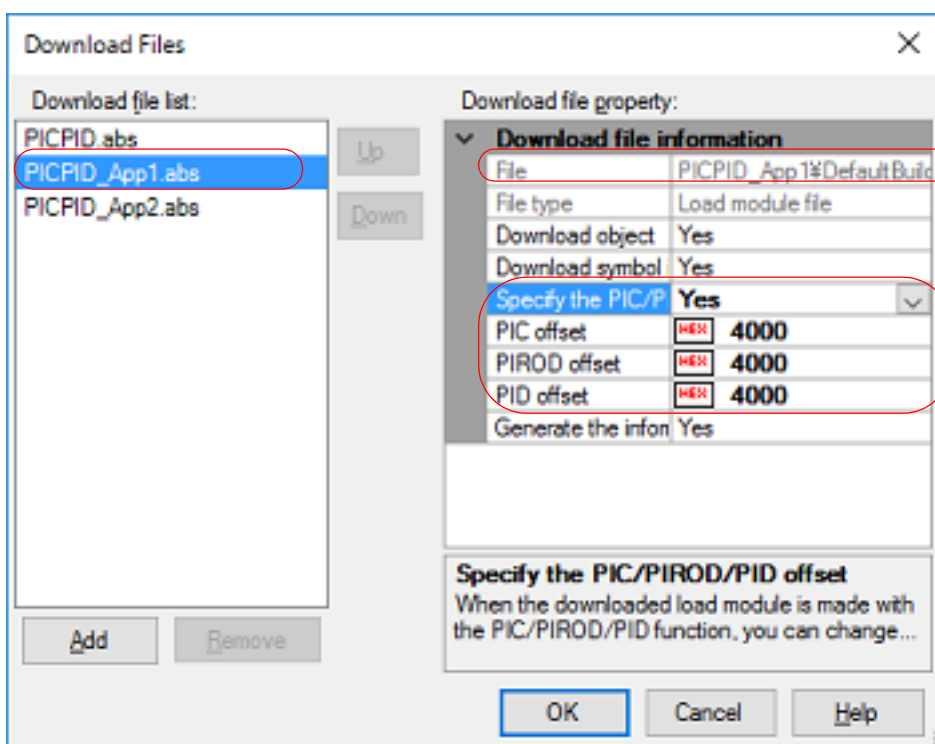 Download Files
Download file list:
PICPID.abs
PICPID_App1.abs
PICPID_App2.abs
Up
Down
Add
Remove
Download file property:
Download file information
File PICPID_App1¥DefaultBuild
File type Load module file
Download object Yes
Download symbol Yes
Specify the PIC/P Yes
PIC offset HEX 4000
PIROD offset HEX 4000
PID offset HEX 4000
Generate the infor Yes
Specify the PIC/PIROD/PID offset
When the downloaded load module is made with
the PIC/PIROD/PID function, you can change...
OK
Cancel
Help